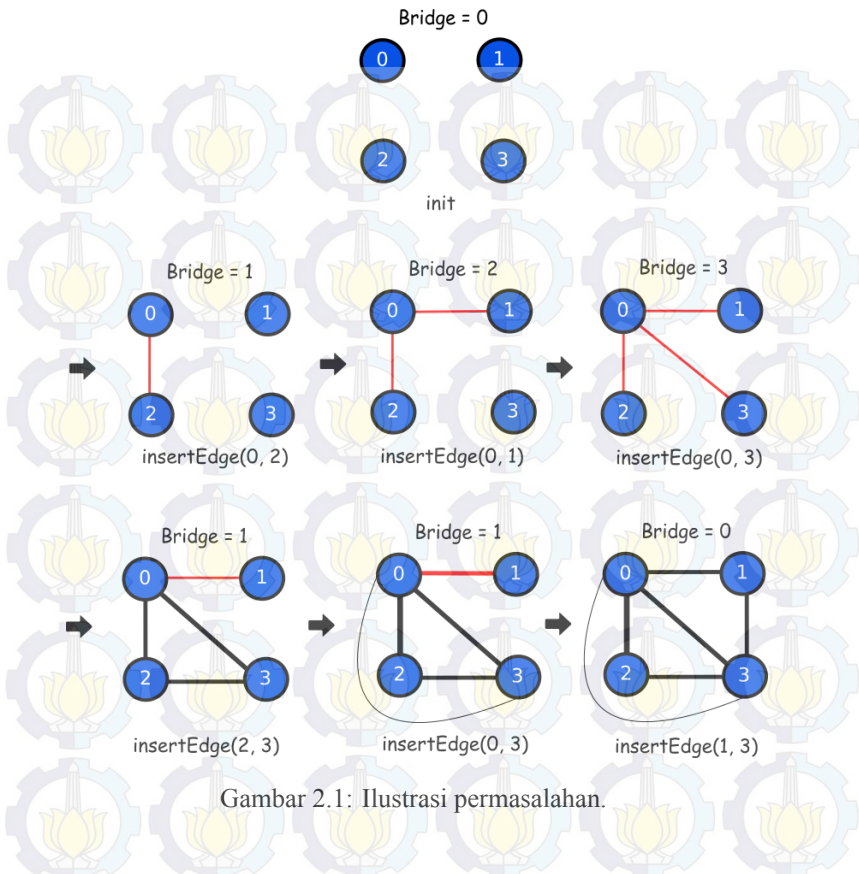 Bridge = 0
0 1
2 3
init
Bridge = 1
0 1
2 3
insertEdge(0, 2)
Bridge = 2
0 1
2 3
insertEdge(0, 1)
Bridge = 3
0 1
2 3
insertEdge(0, 3)
Bridge = 1
0 1
2 3
insertEdge(2, 3)
Bridge = 1
0 1
2 3
insertEdge(0, 3)
Bridge = 0
0 1
2 3
insertEdge(1, 3)
Gambar 2.1: Ilustrasi permasalahan.